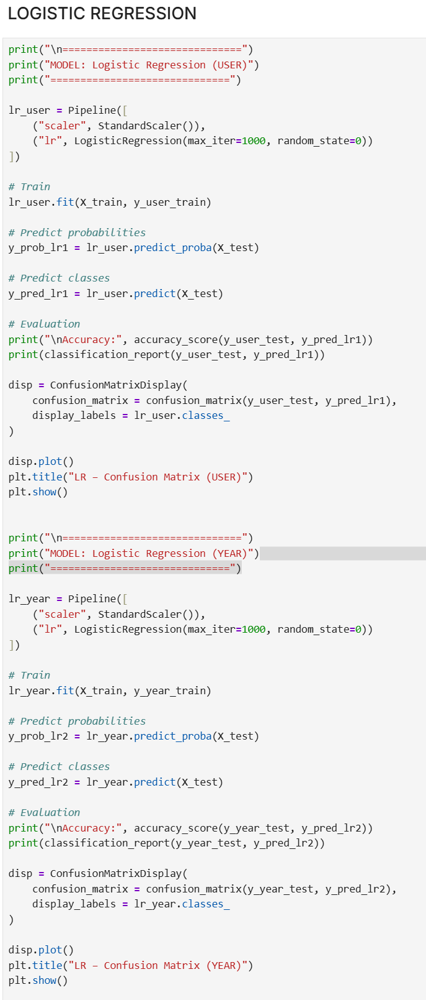 LOGISTIC REGRESSION
print("\n==============================")
print("MODEL: Logistic Regression (USER)")
print("==============================")
lr_user = Pipeline([
    ("scaler", StandardScaler()),
    ("lr", LogisticRegression(max_iter=1000, random_state=0))
])
# Train
lr_user.fit(X_train, y_user_train)
# Predict probabilities
y_prob_lr1 = lr_user.predict_proba(X_test)
# Predict classes
y_pred_lr1 = lr_user.predict(X_test)
# Evaluation
print("\nAccuracy:", accuracy_score(y_user_test, y_pred_lr1))
print(classification_report(y_user_test, y_pred_lr1))
disp = ConfusionMatrixDisplay(
    confusion_matrix = confusion_matrix(y_user_test, y_pred_lr1),
    display_labels = lr_user.classes_
)
disp.plot()
plt.title("LR – Confusion Matrix (USER)")
plt.show()
print("\n==============================")
print("MODEL: Logistic Regression (YEAR)")
print("==============================")
lr_year = Pipeline([
    ("scaler", StandardScaler()),
    ("lr", LogisticRegression(max_iter=1000, random_state=0))
])
# Train
lr_year.fit(X_train, y_year_train)
# Predict probabilities
y_prob_lr2 = lr_year.predict_proba(X_test)
# Predict classes
y_pred_lr2 = lr_year.predict(X_test)
# Evaluation
print("\nAccuracy:", accuracy_score(y_year_test, y_pred_lr2))
print(classification_report(y_year_test, y_pred_lr2))
disp = ConfusionMatrixDisplay(
    confusion_matrix = confusion_matrix(y_year_test, y_pred_lr2),
    display_labels = lr_year.classes_
)
disp.plot()
plt.title("LR – Confusion Matrix (YEAR)")
plt.show()